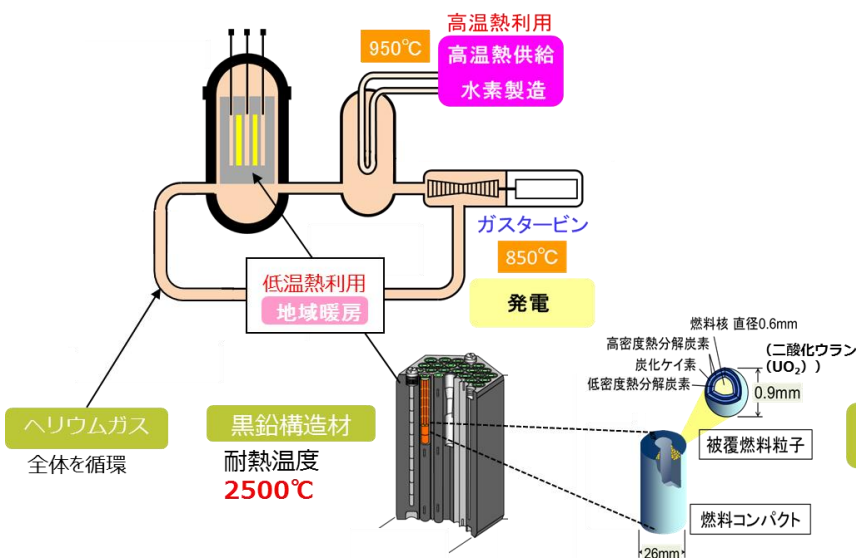 高温熱利用
950℃
高温熱供給
水素製造
ガスタービン
850℃
発電
低温熱利用
地域暖房
ヘリウムガス
全体を循環
黒鉛構造材
耐熱温度
2500℃
燃料核 直径0.6mm
高密度熱分解炭素
炭化ケイ素
低密度熱分解炭素
(二酸化ウラン
(UO₂) )
0.9mm
被覆燃料粒子
燃料コンパクト
26mm